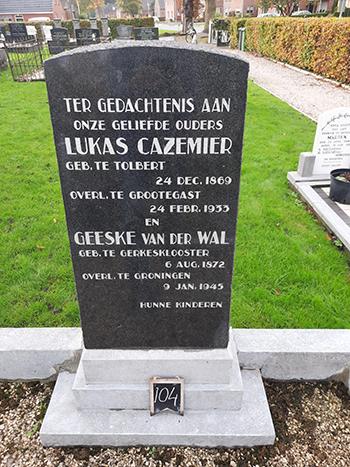 TER GEDACHTENIS AAN
ONZE GELIEFDE OUDERS
LUKAS CAZEMIER
GEB. TE TOLBERT
24 DEC. 1869
OVERL. TE GROOTEGAST
24 FEBR. 1933
EN
GEESKE VAN DER WAL
GEB. TE GERKESKLOOSTER
6 AUG. 1872
OVERL. TE GRONINGEN
9 JAN. 1945
HUNNE KINDEREN
104